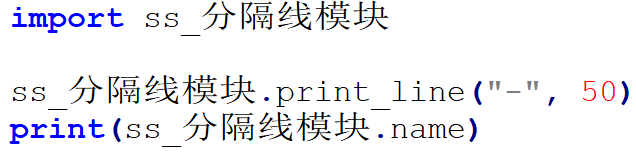 import ss_分隔线模块
ss_分隔线模块.print_line("-", 50)
print(ss_分隔线模块.name)